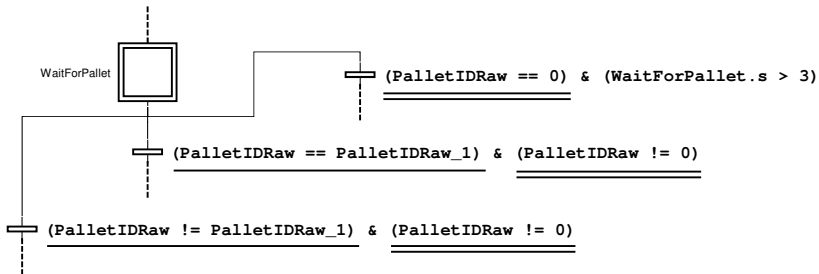 WaitForPallet
(PalletIDRaw == 0) & (WaitForPallet.s > 3)
(PalletIDRaw == PalletIDRaw_1) & (PalletIDRaw != 0)
(PalletIDRaw != PalletIDRaw_1) & (PalletIDRaw != 0)